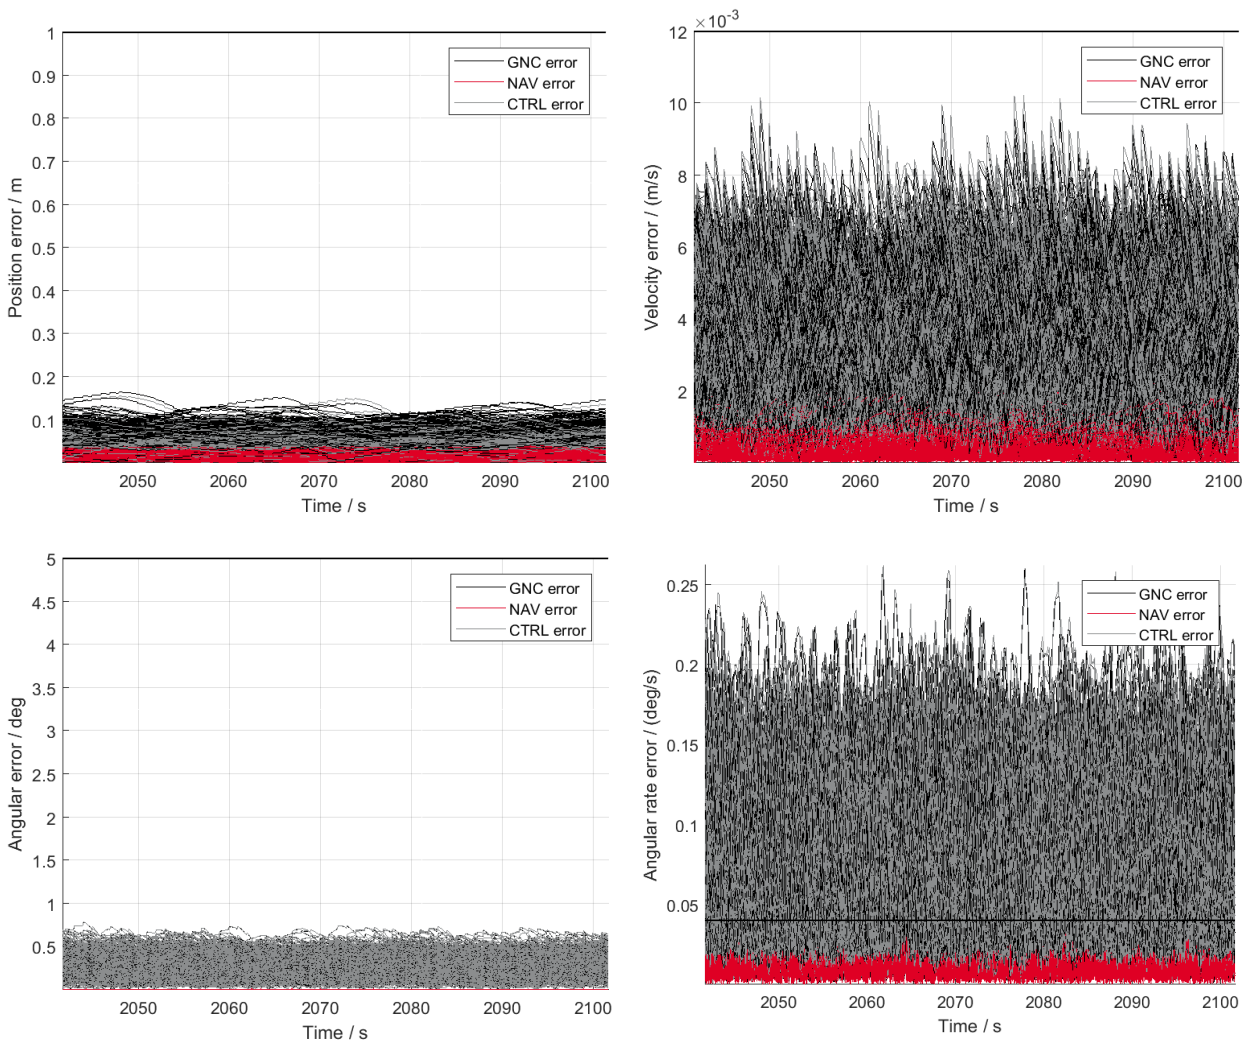 1
0.9
0.8
0.7
0.6
0.5
0.4
0.3
0.2
0.1
Position error / m
GNC error
NAV error
CTRL error
2050 2060 2070 2080 2090 2100
Time / s
×10⁻³
12
10
8
6
4
2
Velocity error / (m/s)
GNC error
NAV error
CTRL error
2050 2060 2070 2080 2090 2100
Time / s
5
4.5
4
3.5
3
2.5
2
1.5
1
0.5
Angular error / deg
GNC error
NAV error
CTRL error
2050 2060 2070 2080 2090 2100
Time / s
0.25
0.2
0.15
0.1
0.05
Angular rate error / (deg/s)
GNC error
NAV error
CTRL error
2050 2060 2070 2080 2090 2100
Time / s